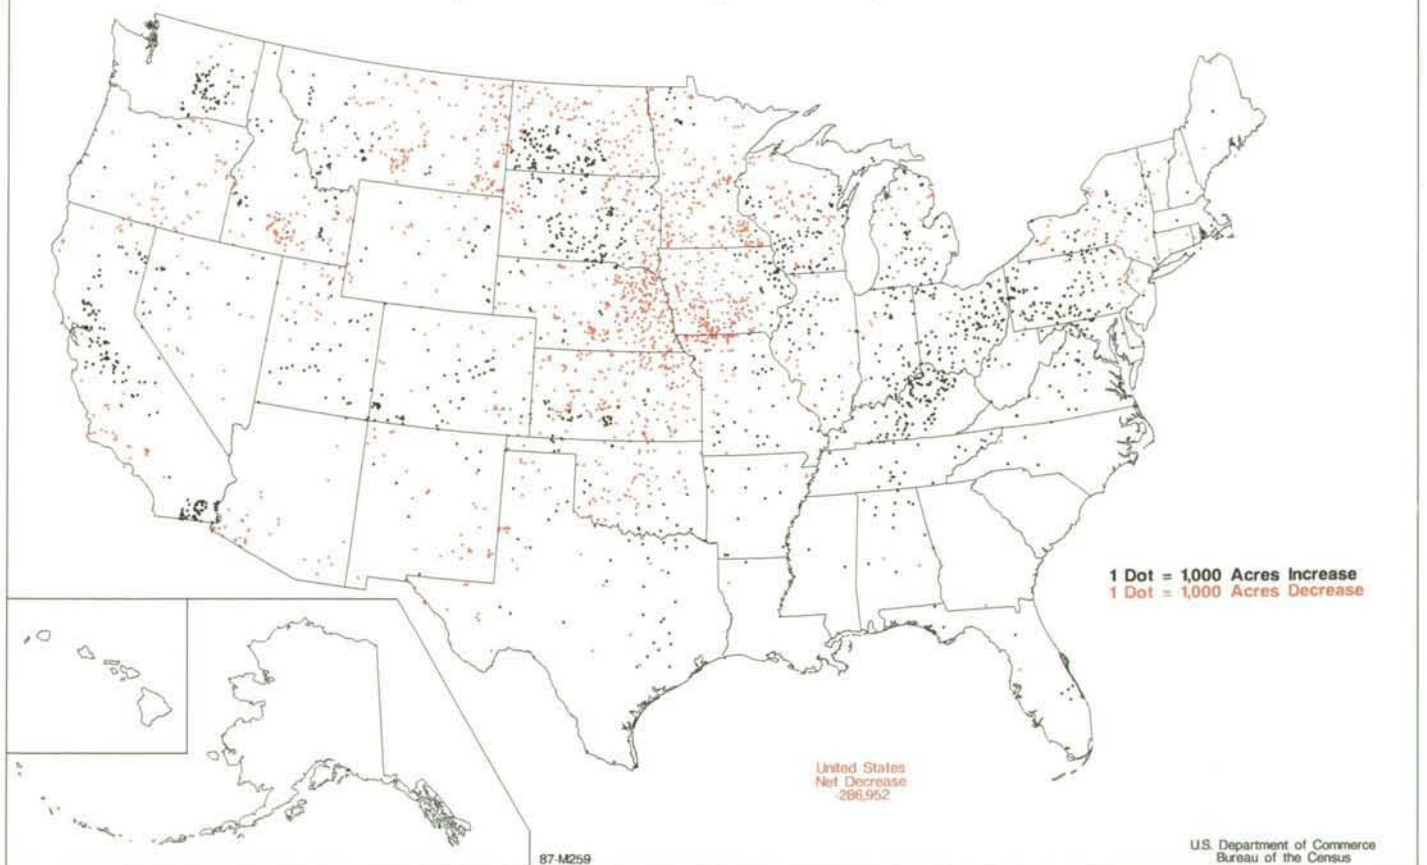 1 Dot = 1,000 Acres Increase
1 Dot = 1,000 Acres Decrease
United States
Net Decrease
-286,952
87-M259
U.S. Department of Commerce
Bureau of the Census